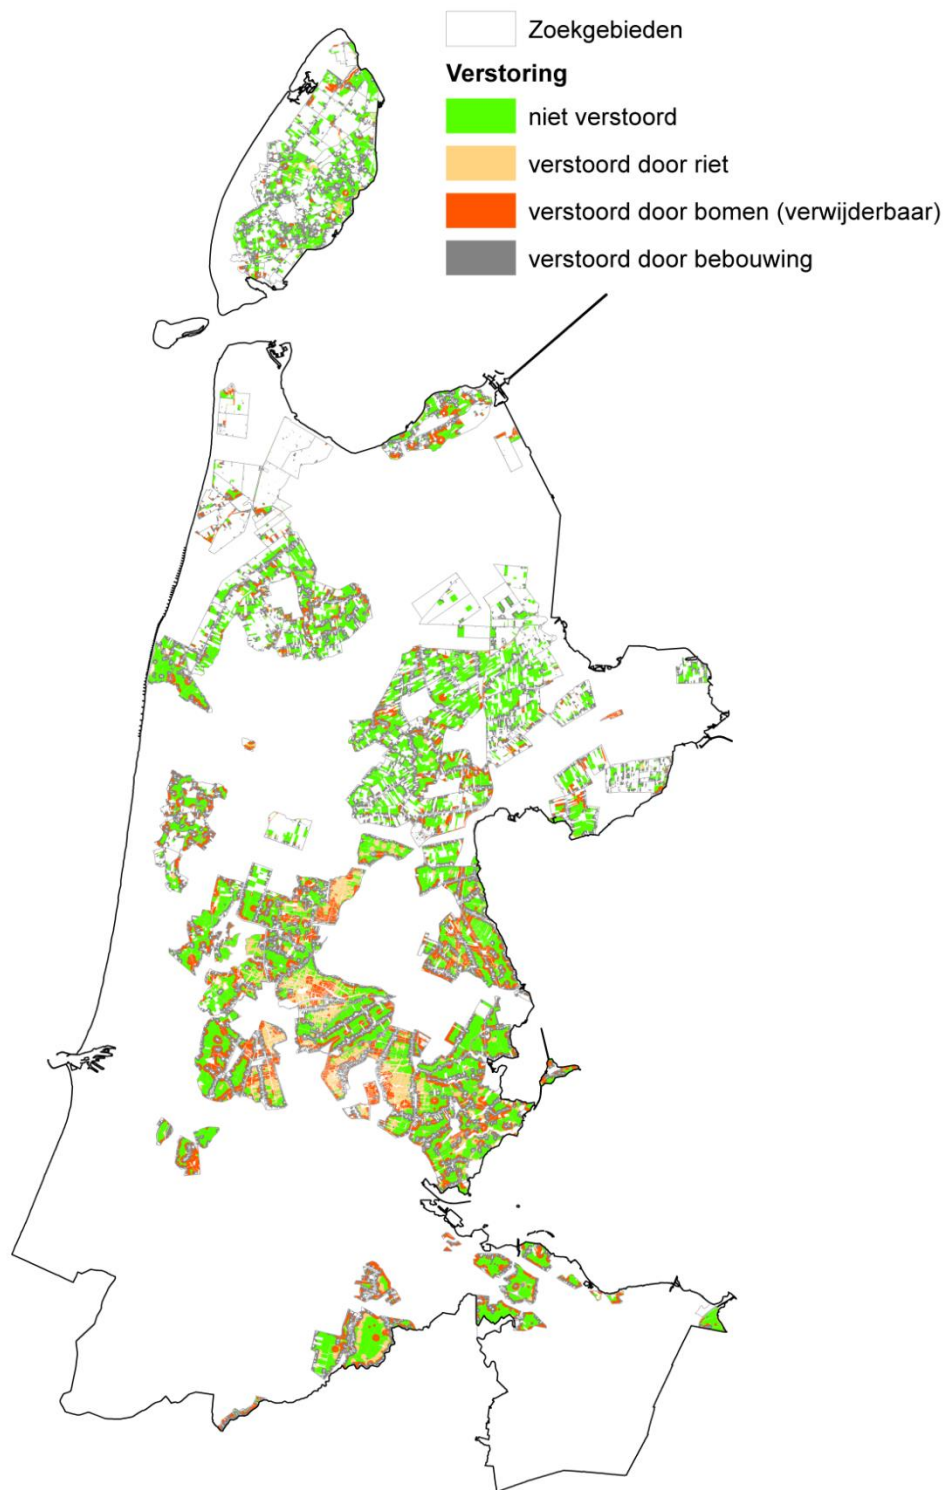 Zoekgebieden
Verstoring
niet verstoord
verstoord door riet
verstoord door bomen (verwijderbaar)
verstoord door bebouwing